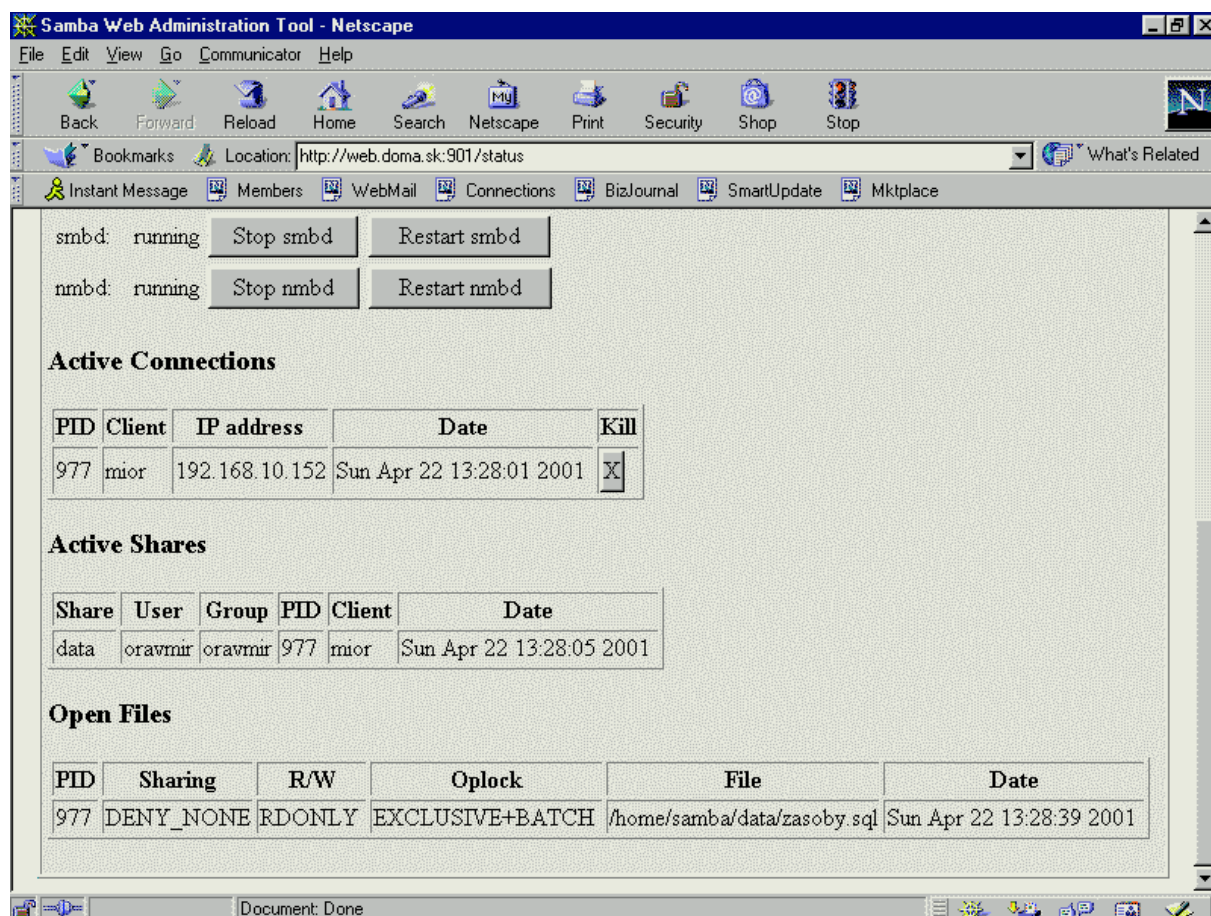 Samba Web Administration Tool - Netscape
File Edit View Go Communicator Help
My
N
Back Forward Reload Home Search Netscape Print Security Shop Stop
Bookmarks Location: http://web.doma.sk:901/status What's Related
Instant Message Members WebMail Connections BizJournal SmartUpdate Mktplace
smbd: running Stop smbd Restart smbd
nmbd: running Stop nmbd Restart nmbd
Active Connections
PID Client IP address Date Kill
977 mior 192.168.10.152 Sun Apr 22 13:28:01 2001 X
Active Shares
Share User Group PID Client Date
data oravmir oravmir 977 mior Sun Apr 22 13:28:05 2001
Open Files
PID Sharing R/W Oplock File Date
977 DENY_NONE RDONLY EXCLUSIVE+BATCH /home/samba/data/zasoby.sql Sun Apr 22 13:28:39 2001
Document: Done